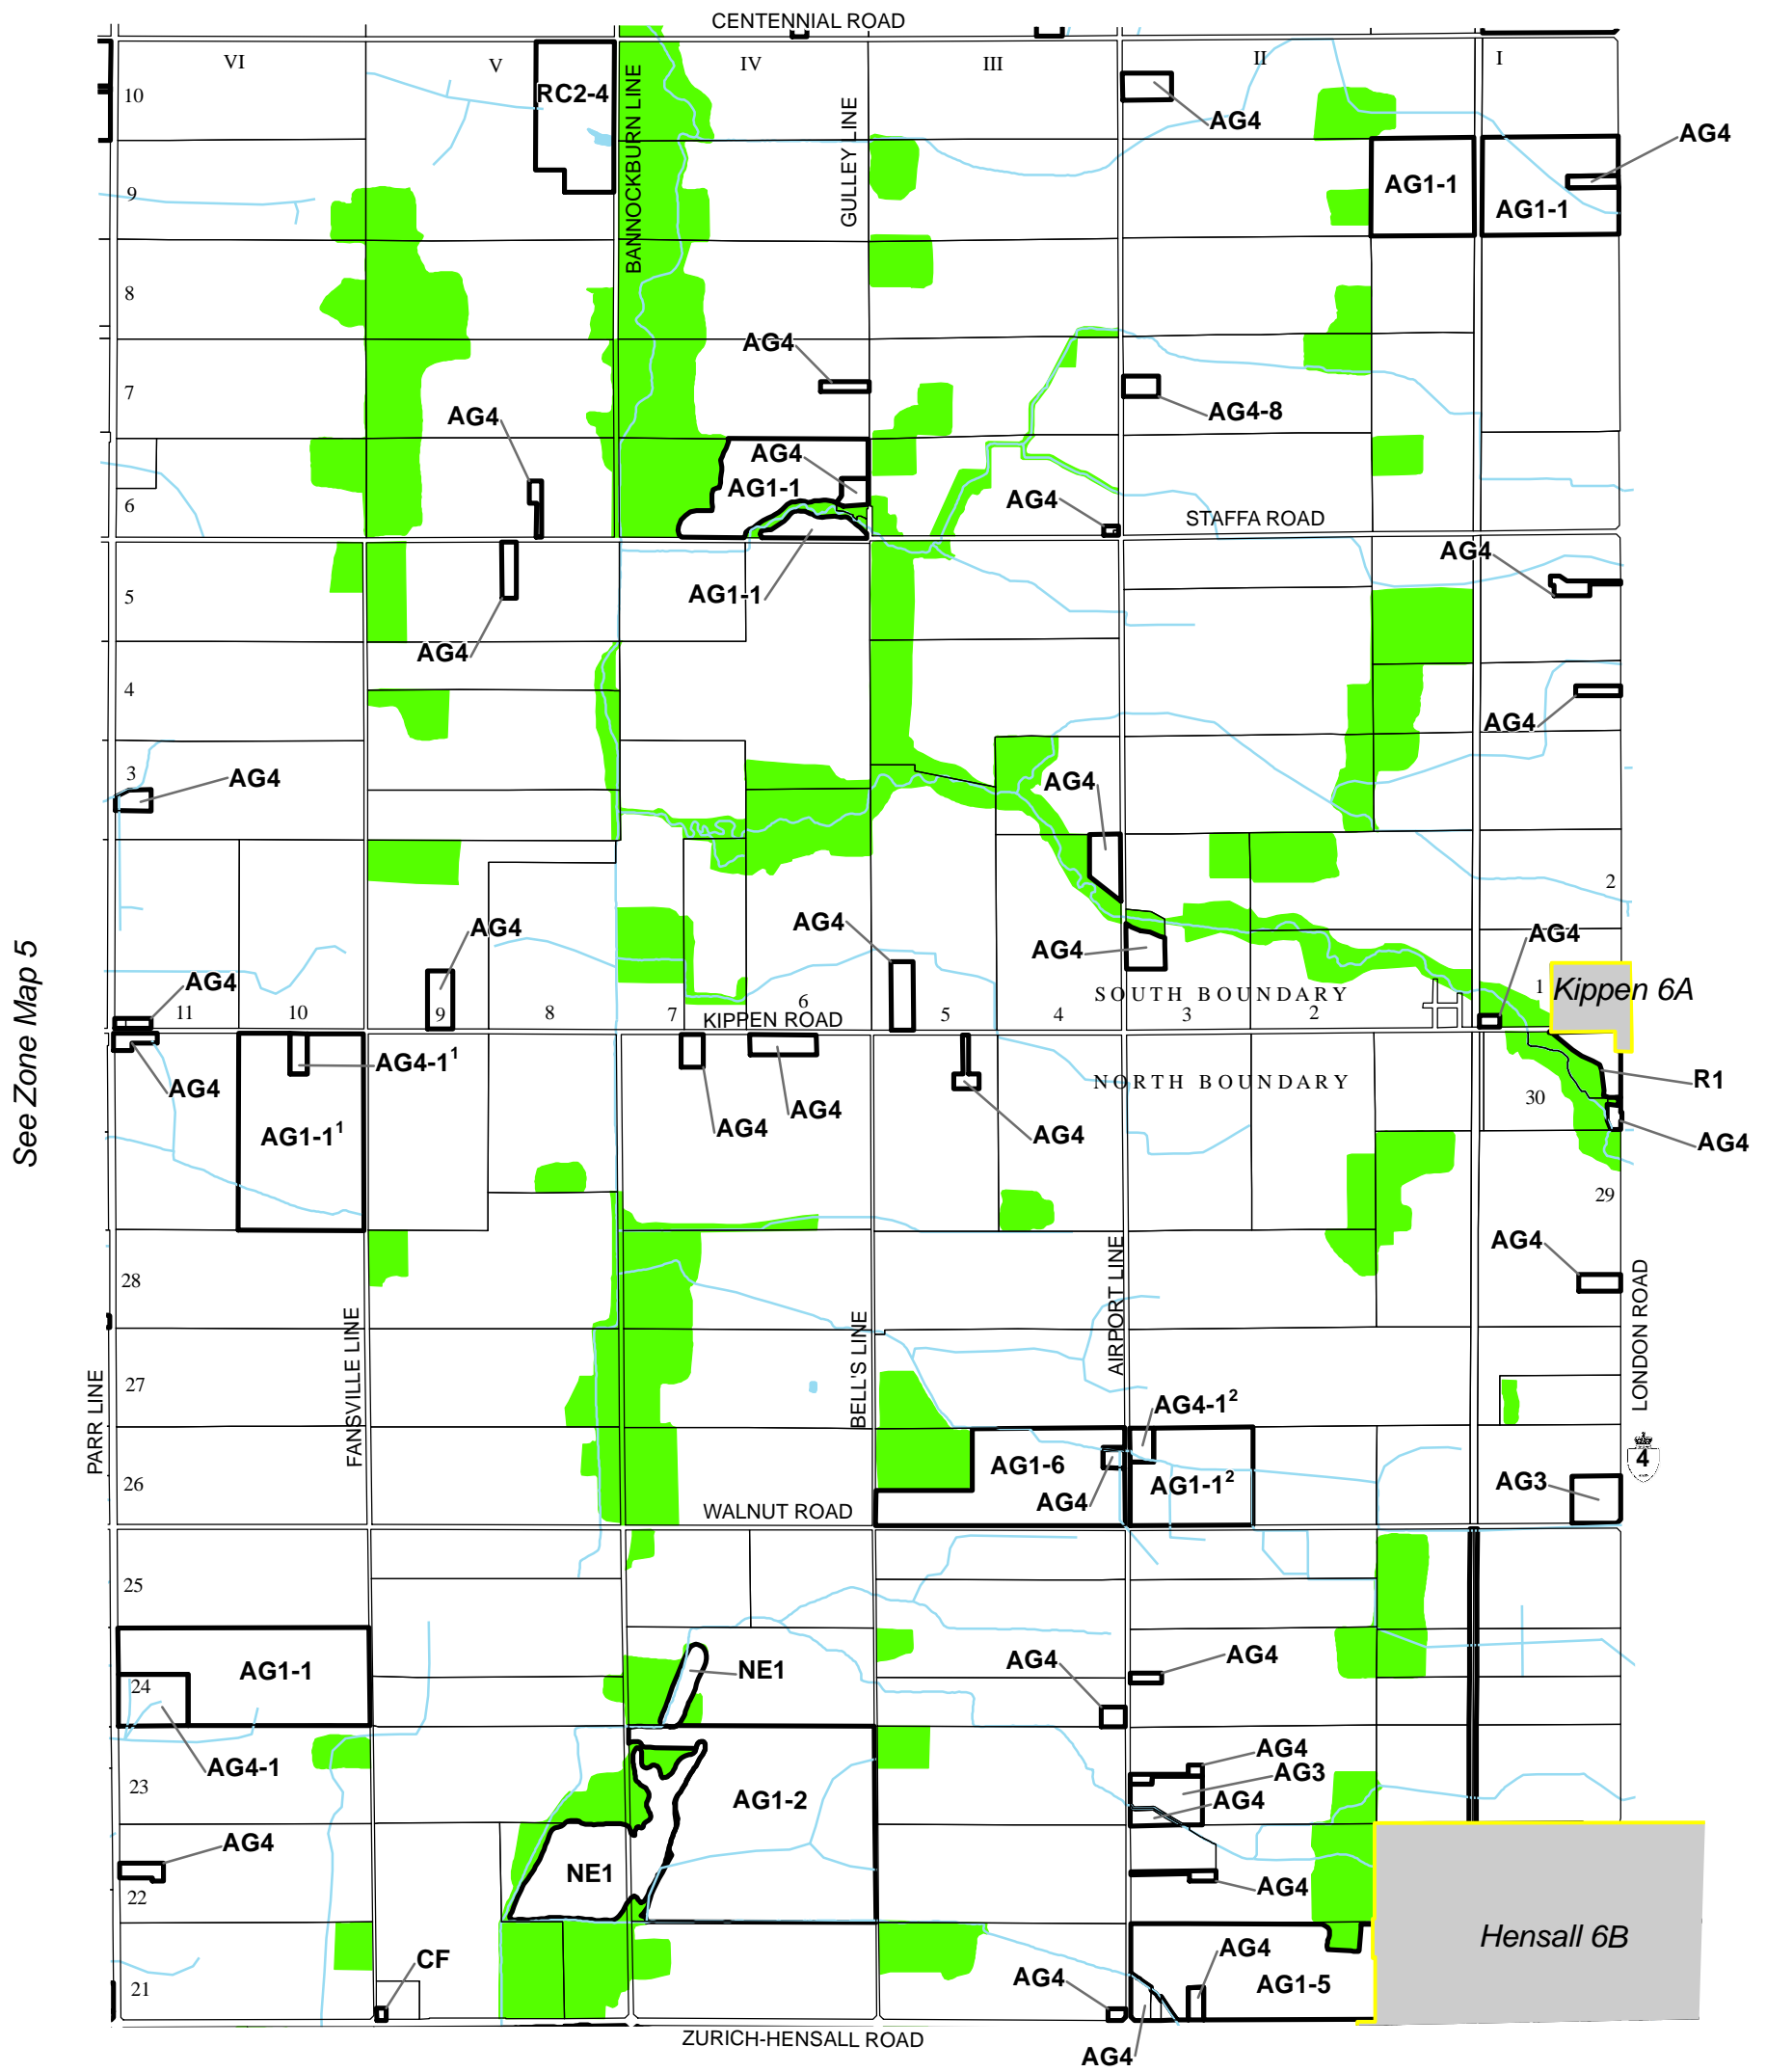 CENTENNIAL ROAD
VI
V
IV
III
II
I
10
RC2-4
BANNOCKBURN LINE
GULLEY LINE
AG4
AG4
9
AG1-1
AG1-1
8
AG4
7
AG4
AG4-8
AG4
AG1-1
AG4
6
STAFFA ROAD
AG4
AG1-1
5
AG4
4
AG4
3
AG4
AG4
2
AG4
AG4
AG4
AG4
See Zone Map 5
AG4
1
Kippen 6A
SOUTH BOUNDARY
11
10
9
8
7
6
5
4
3
2
KIPPEN ROAD
AG4-1¹
AG4
NORTH BOUNDARY
R1
30
AG4
AG4
AG4
AG1-1¹
AG4
29
AG4
28
AIRPORT LINE
LONDON ROAD
FANSVILLE LINE
BELL'S LINE
PARR LINE
27
AG4-1²
4
AG1-6
AG1-1²
AG3
26
AG4
WALNUT ROAD
25
AG1-1
NE1
AG4
AG4
24
AG4-1
AG4
AG3
23
AG1-2
AG4
AG4
NE1
AG4
22
Hensall 6B
CF
AG4
AG4
AG1-5
21
ZURICH-HENSALL ROAD
AG4